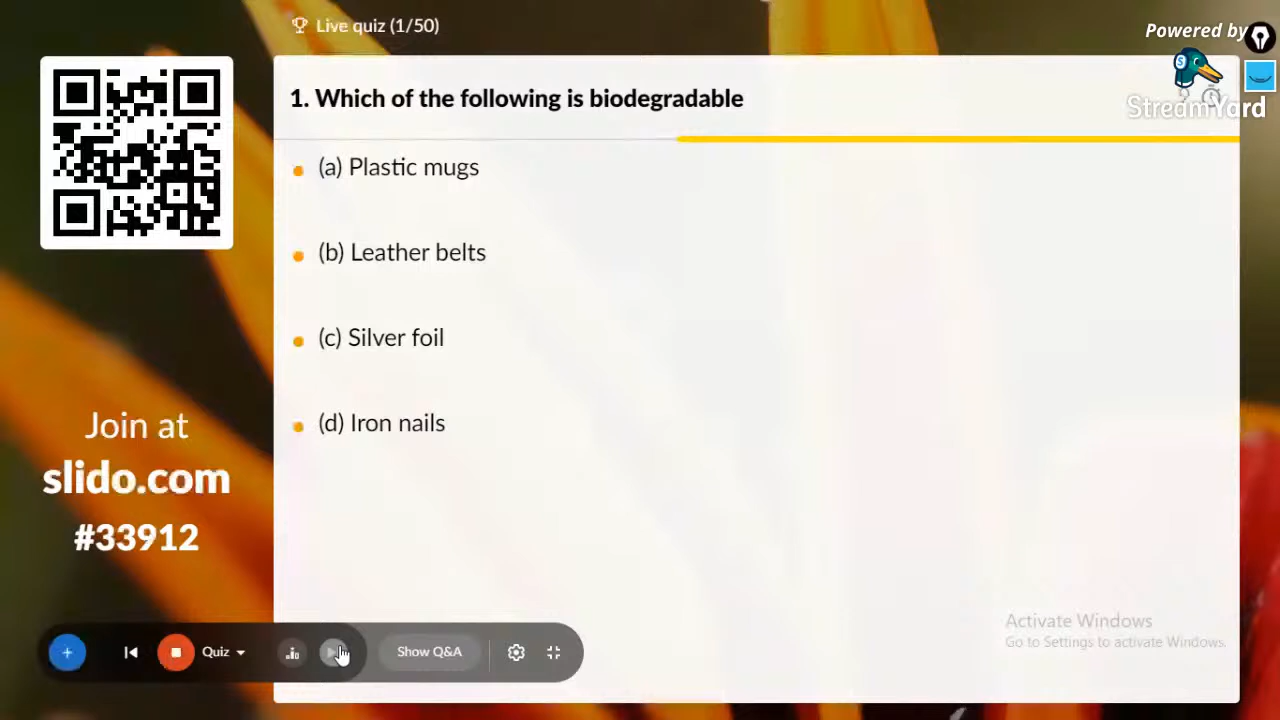 Live quiz (1/50)
Powered by
StreamYard
1. Which of the following is biodegradable
(a) Plastic mugs
(b) Leather belts
(c) Silver foil
(d) Iron nails
Join at
slido.com
#33912
Activate Windows
Go to Settings to activate Windows.
Quiz
Show Q&A